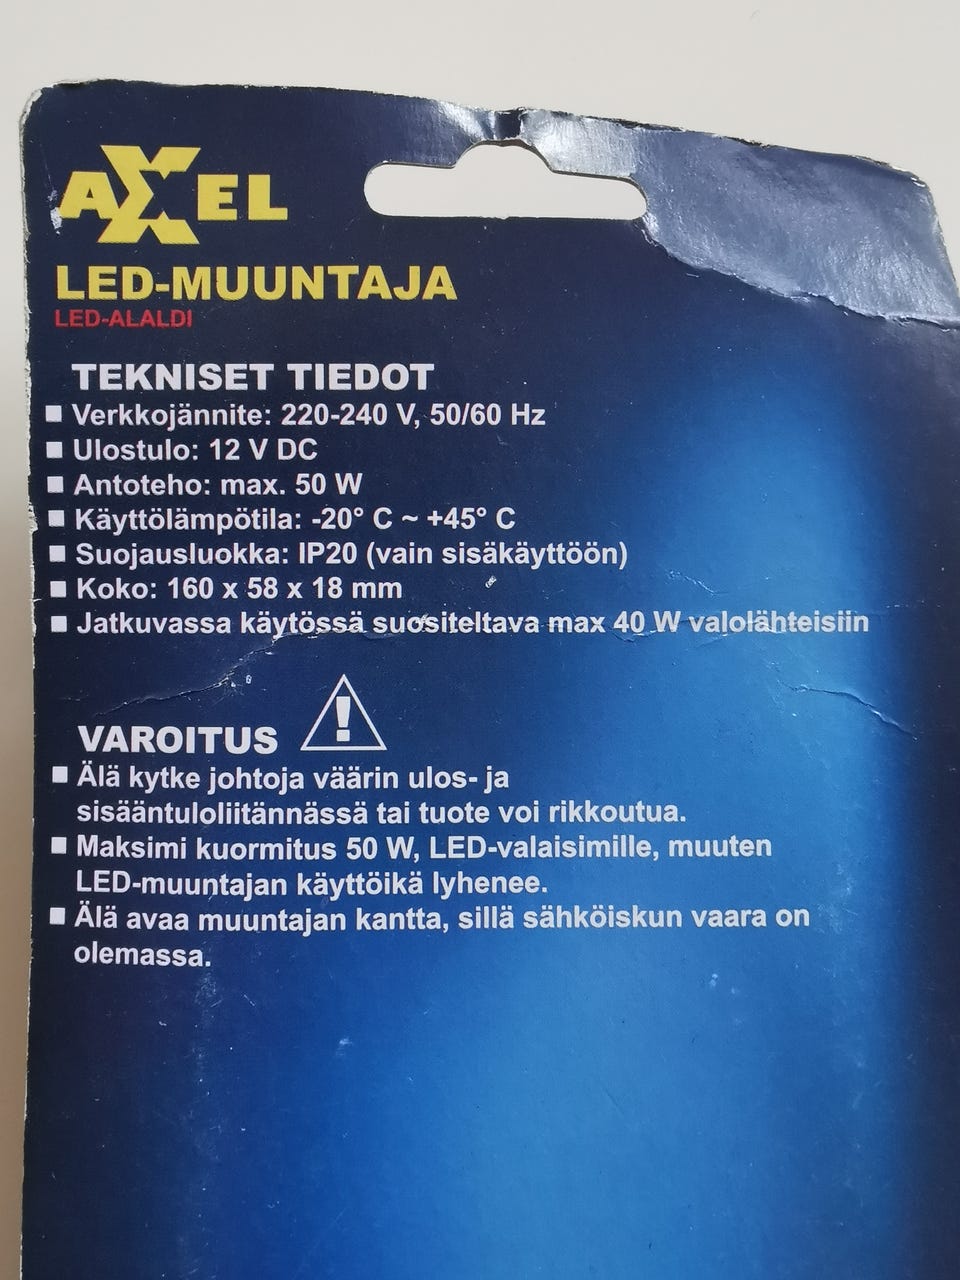 AXEL
LED-MUUNTAJA
LED-ALALDI
TEKNISET TIEDOT
■ Verkkojännite: 220-240 V, 50/60 Hz
■ Ulostulo: 12 V DC
■ Antoteho: max. 50 W
■ Käyttölämpötila: -20° C ~ +45° C
■ Suojausluokka: IP20 (vain sisäkäyttöön)
■ Koko: 160 x 58 x 18 mm
■ Jatkuvassa käytössä suositeltava max 40 W valolähteisiin
VAROITUS
■ Älä kytke johtoja väärin ulos- ja
sisääntuloliitännässä tai tuote voi rikkoutua.
■ Maksimi kuormitus 50 W, LED-valaisimille, muuten
LED-muuntajan käyttöikä lyhenee.
■ Älä avaa muuntajan kantta, sillä sähköiskun vaara on
olemassa.